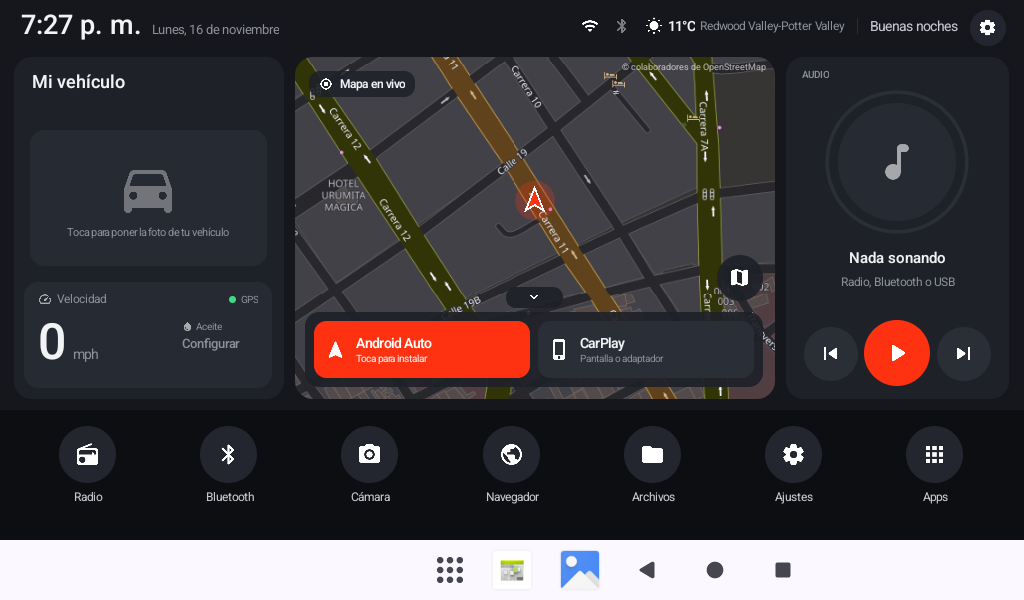 7:27 p. m.
Lunes, 16 de noviembre
11°C
Redwood Valley-Potter Valley
Buenas noches
Mi vehículo
Toca para poner la foto de tu vehículo
Velocidad
GPS
0 mph
Aceite
Configurar
Mapa en vivo
© colaboradores de OpenStreetMap
11
Carrera 10
Carrera 12
Calle 19
Carrera 7A
HOTEL
URUMITA
MAGICA
Carrera 12
Carrera 11
Calle 19B
003
Android Auto
Toca para instalar
CarPlay
Pantalla o adaptador
AUDIO
Nada sonando
Radio, Bluetooth o USB
Radio
Bluetooth
Cámara
Navegador
Archivos
Ajustes
Apps